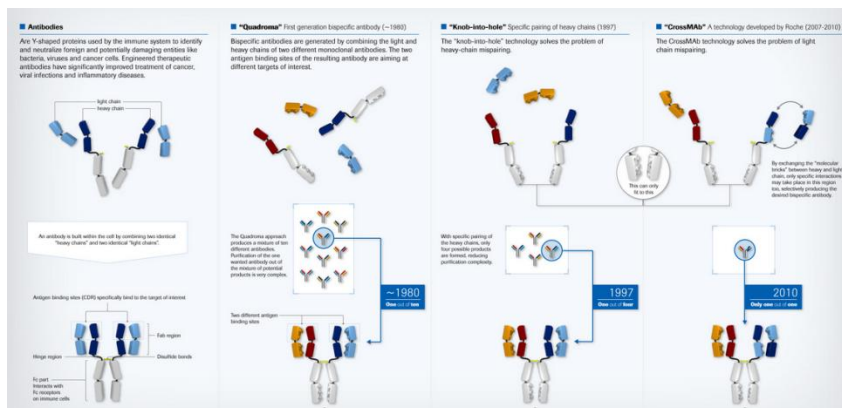 Antibodies
Are Y-shaped proteins used by the immune system to identify
and neutralize foreign and potentially damaging entities like
bacteria, viruses and cancer cells. Engineered therapeutic
antibodies have significantly improved treatment of cancer,
viral infections and inflammatory diseases.
light chain
heavy chain
An antibody is built within the cell by combining two identical
"heavy chains" and two identical "light chains".
Antigen binding sites (CDR) specifically bind to the target of interest
Fab region
Hinge region
Disulfide bonds
Fc part
Interacts with
Fc receptors
on immune cells
"Quadroma" First generation bispecific antibody (~1980)
Bispecific antibodies are generated by combining the light and
heavy chains of two different monoclonal antibodies. The two
antigen binding sites of the resulting antibody are aiming at
different targets of interest.
The Quadroma approach
produces a mixture of ten
different antibodies.
Purification of the one
wanted antibody out of
the mixture of potential
products is very complex.
~1980
One out of ten
Two different antigen
binding sites
"Knob-into-hole" Specific pairing of heavy chains (1997)
The "knob-into-hole" technology solves the problem of
heavy-chain mispairing.
This can only
fit to this
With specific pairing of
the heavy chains, only
four possible products
are formed, reducing
purification complexity.
1997
One out of four
"CrossMAb" A technology developed by Roche (2007-2010)
The CrossMAb technology solves the problem of light
chain mispairing.
By exchanging the "molecular
bricks" between heavy and light
chain, only specific interactions
may take place in this region
too, selectively producing the
desired bispecific antibody.
2010
Only one out of one